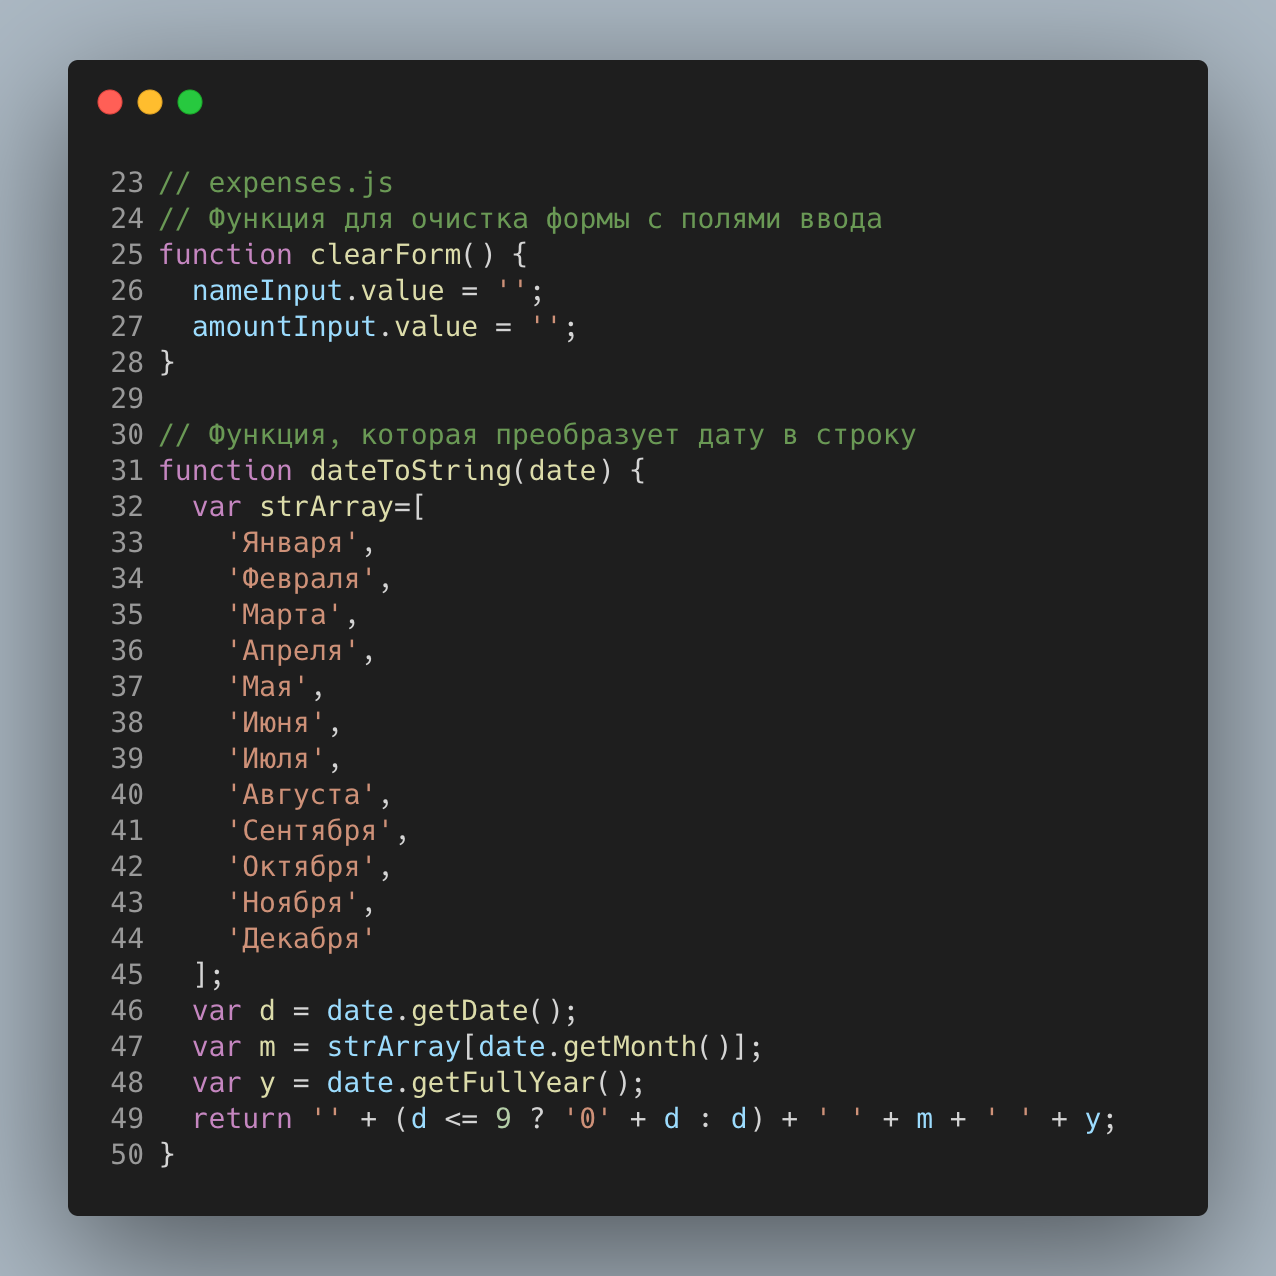 23 // expenses.js
24 // Функция для очистка формы с полями ввода
25 function clearForm() {
26   nameInput.value = '';
27   amountInput.value = '';
28 }
29
30 // Функция, которая преобразует дату в строку
31 function dateToString(date) {
32   var strArray=[
33     'Января',
34     'Февраля',
35     'Марта',
36     'Апреля',
37     'Мая',
38     'Июня',
39     'Июля',
40     'Августа',
41     'Сентября',
42     'Октября',
43     'Ноября',
44     'Декабря'
45   ];
46   var d = date.getDate();
47   var m = strArray[date.getMonth()];
48   var y = date.getFullYear();
49   return '' + (d <= 9 ? '0' + d : d) + ' ' + m + ' ' + y;
50 }